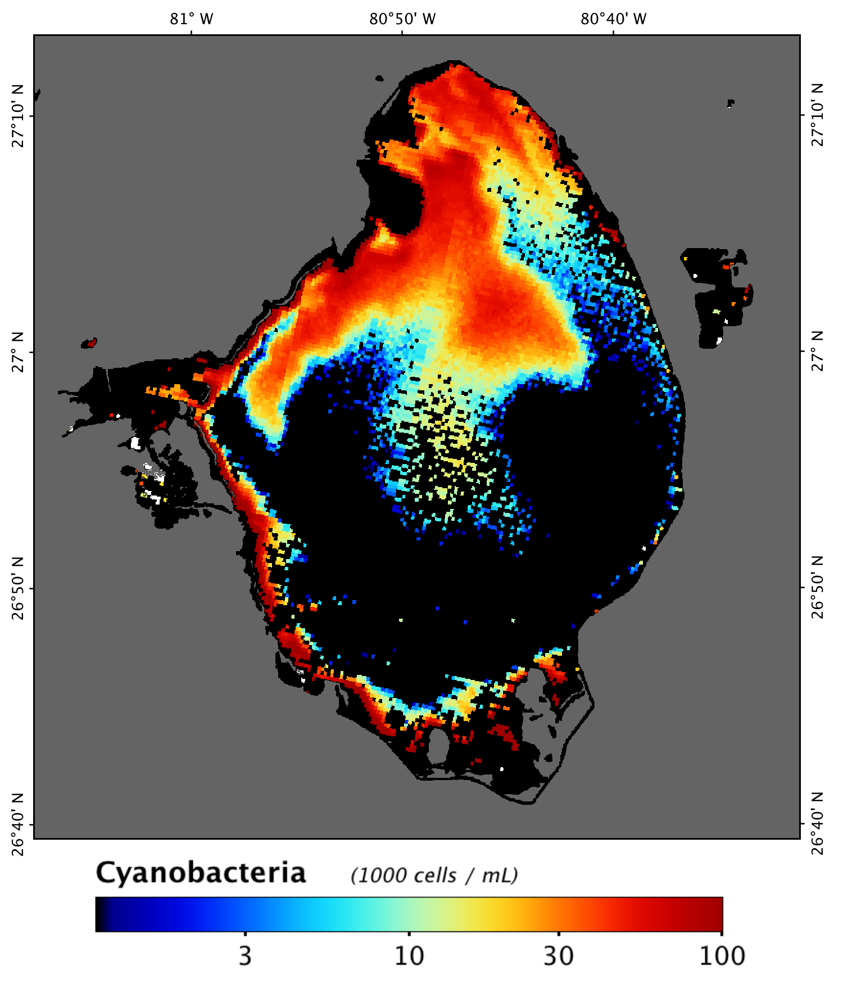 81° W 80°50' W 80°40' W
27°10' N 27°10' N
27° N 27° N
26°50' N 26°50' N
26°40' N 26°40' N
Cyanobacteria (1000 cells / mL)
3 10 30 100